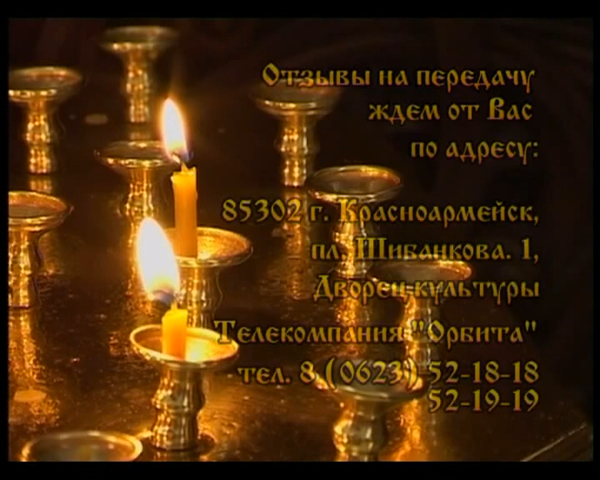 Отзывы на передачу
ждем от Вас
по адресу:
85302 г. Красноармейск,
пл. Шибанкова. 1,
Дворец культуры
Телекомпания "Орбита"
тел. 8 (0623) 52-18-18
52-19-19